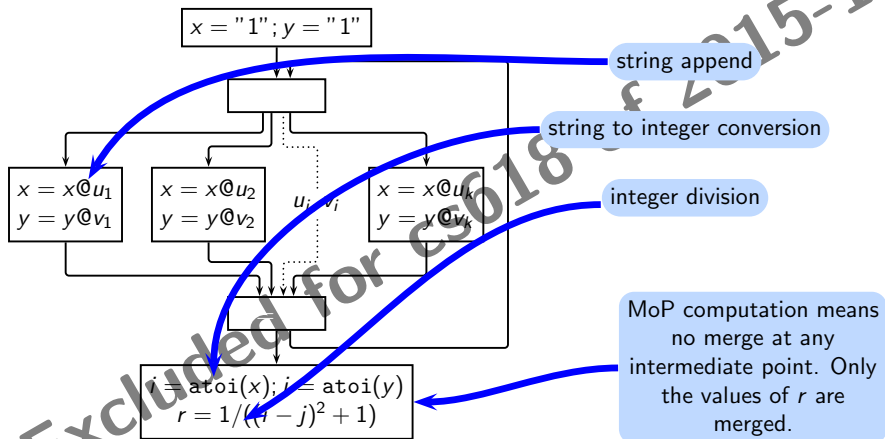 x = "1"; y = "1"
string append
string to integer conversion
x = x@u₁
y = y@v₁
x = x@u₂
y = y@v₂
x = x@uₖ
y = y@vₖ
integer division
i = atoi(x); j = atoi(y)
r = 1/((i − j)² + 1)
MoP computation means
no merge at any
intermediate point. Only
the values of r are
merged.
Excluded for cs618 of 2015-1